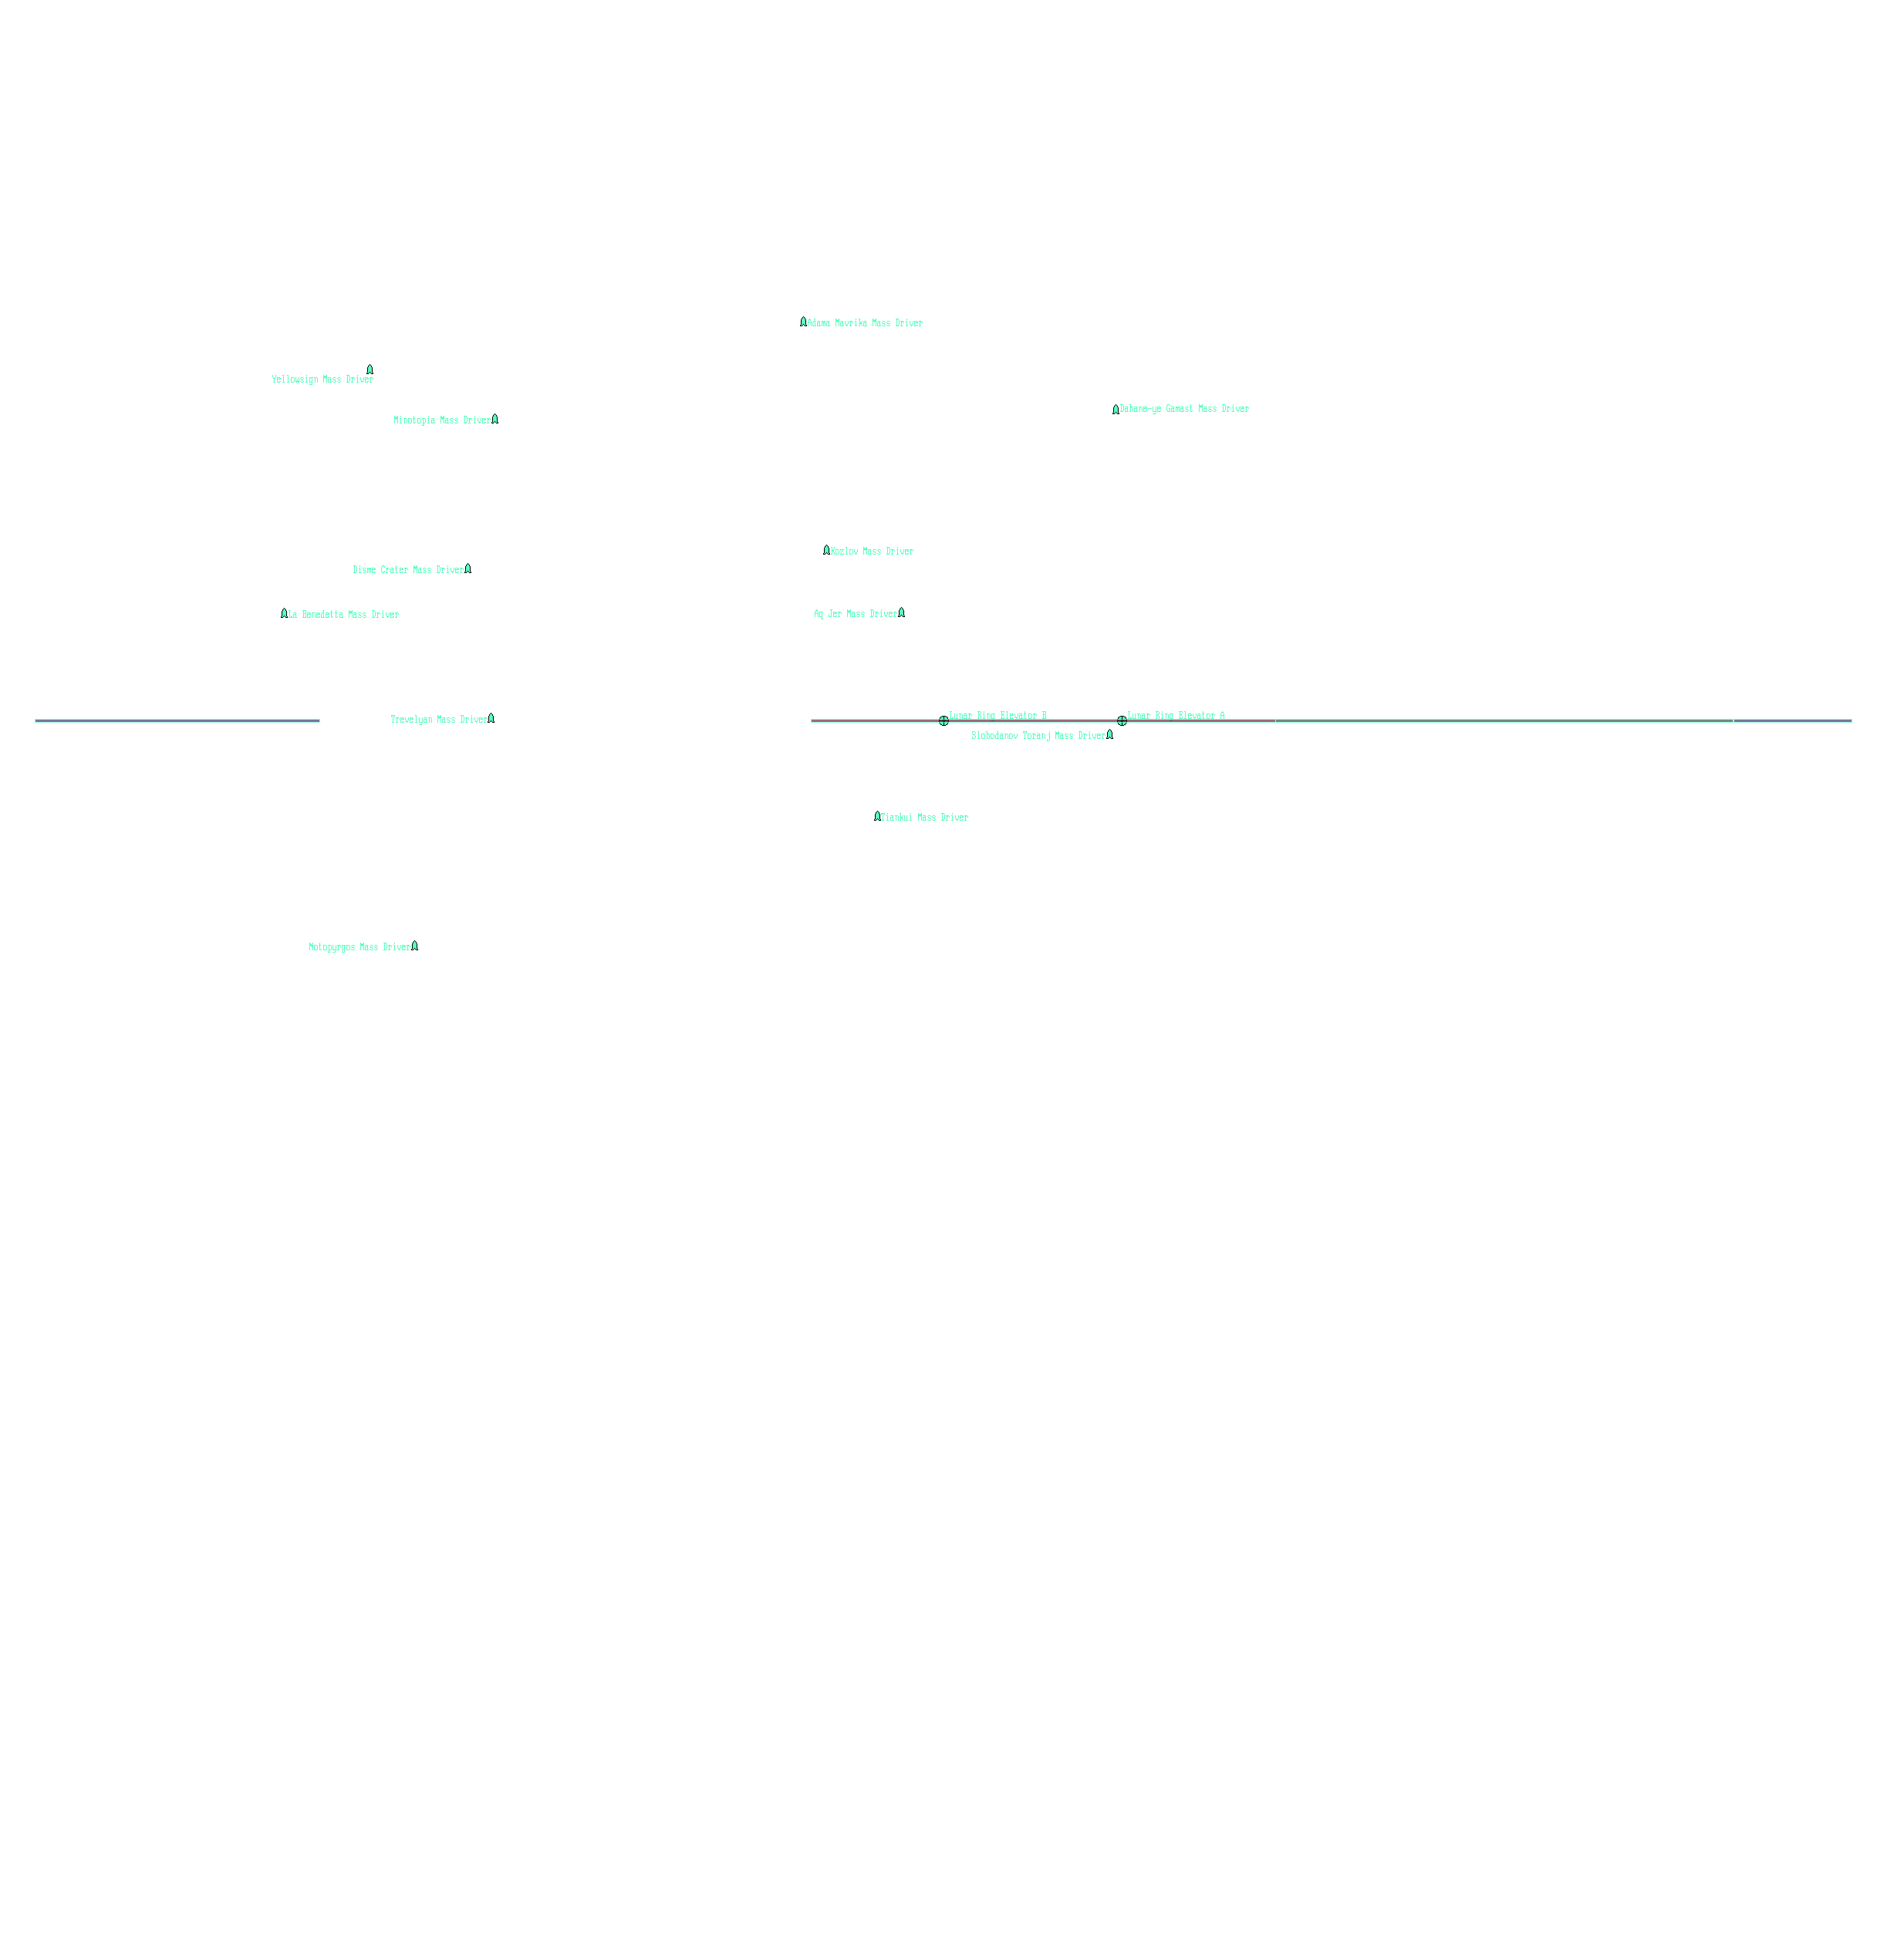 Adama Mavrika Mass Driver
Yellowsign Mass Driver
Dahane-ye Gamast Mass Driver
Minotopia Mass Driver
Kozlov Mass Driver
Disme Crater Mass Driver
La Benedetta Mass Driver
Aq Jer Mass Driver
Lunar Ring Elevator B
Lunar Ring Elevator A
Trevelyan Mass Driver
Slobodanov Toranj Mass Driver
Tiankui Mass Driver
Notopyrgos Mass Driver